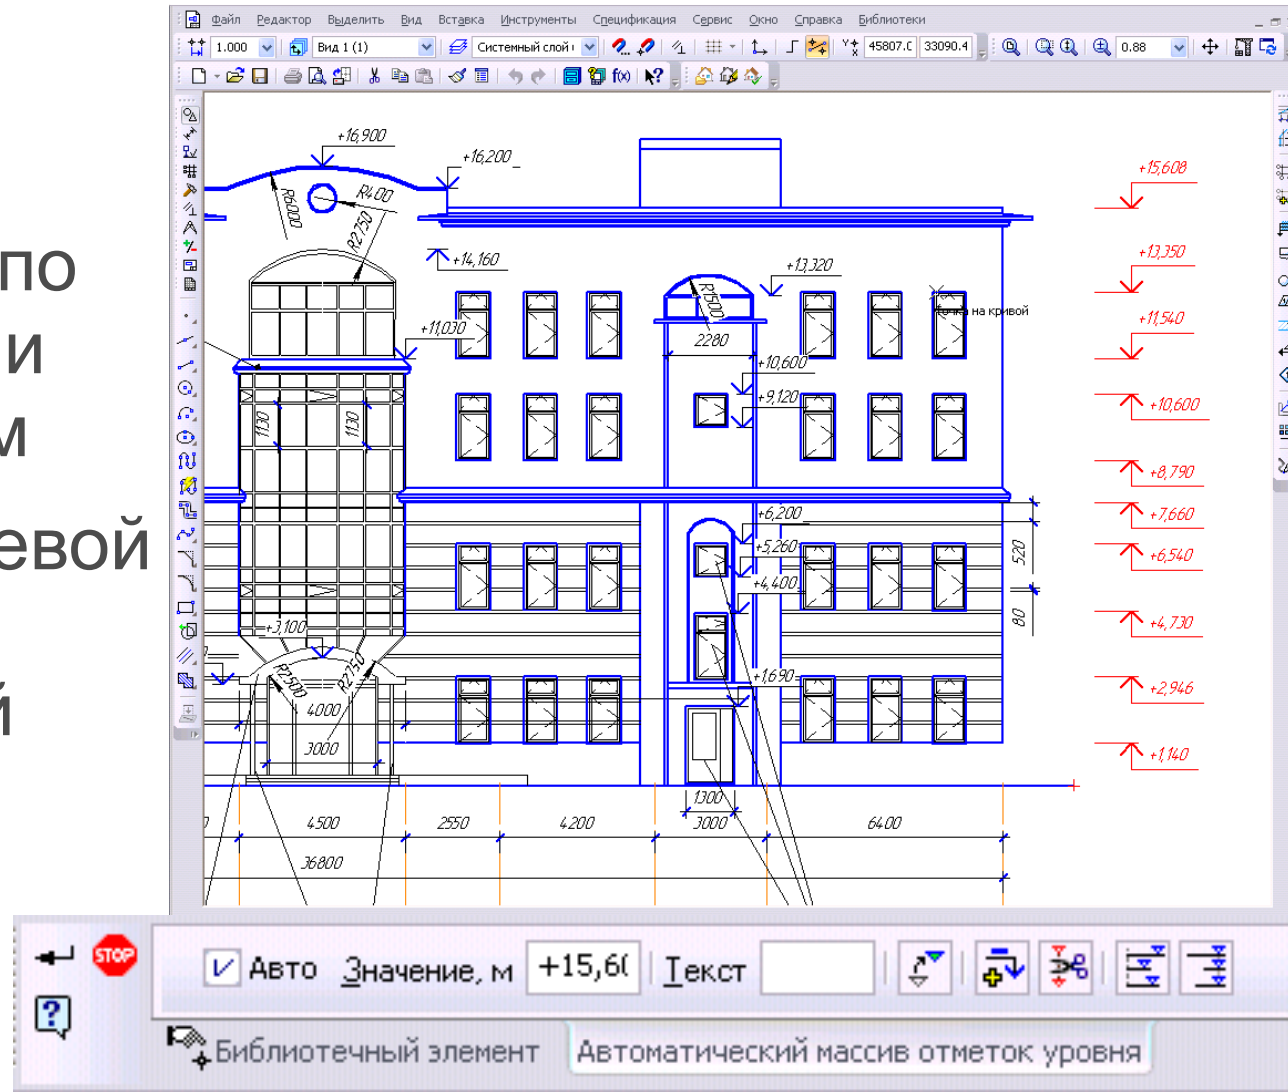 Файл Редактор Выделить Вид Вставка Инструменты Спецификация Сервис Окно Справка Библиотеки
1.000 Вид 1 (1) Системный слой 45807.0 33090.4 0.88
f(x)
по
и
м
евой
й
+16,900
+16,200
R6000
R400
R2750
+14,160
+11,030
+13,320
R1500
2280
точка на кривой
+10,600
+9,120
1130
1130
+6,200
+5,260
+4,400
520
80
+3,100
R2500
R2750
+1,690
4000
3000
1300
4500 2550 4200 3000 6400
36800
+15,608
+13,350
+11,540
+10,600
+8,790
+7,660
+6,540
+4,730
+2,946
+1,140
STOP
Авто Значение, м +15,6 Текст
Библиотечный элемент Автоматический массив отметок уровня